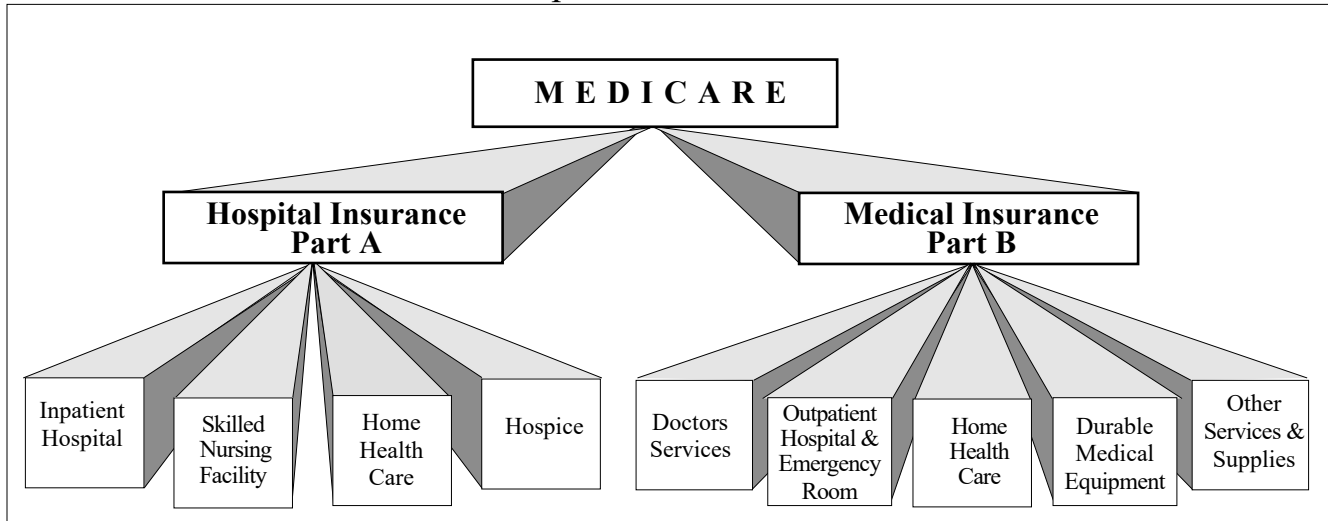 M E D I C A R E
Hospital Insurance
Part A
Medical Insurance
Part B
Inpatient
Hospital
Skilled
Nursing
Facility
Home
Health
Care
Hospice
Doctors
Services
Outpatient
Hospital &
Emergency
Room
Home
Health
Care
Durable
Medical
Equipment
Other
Services &
Supplies